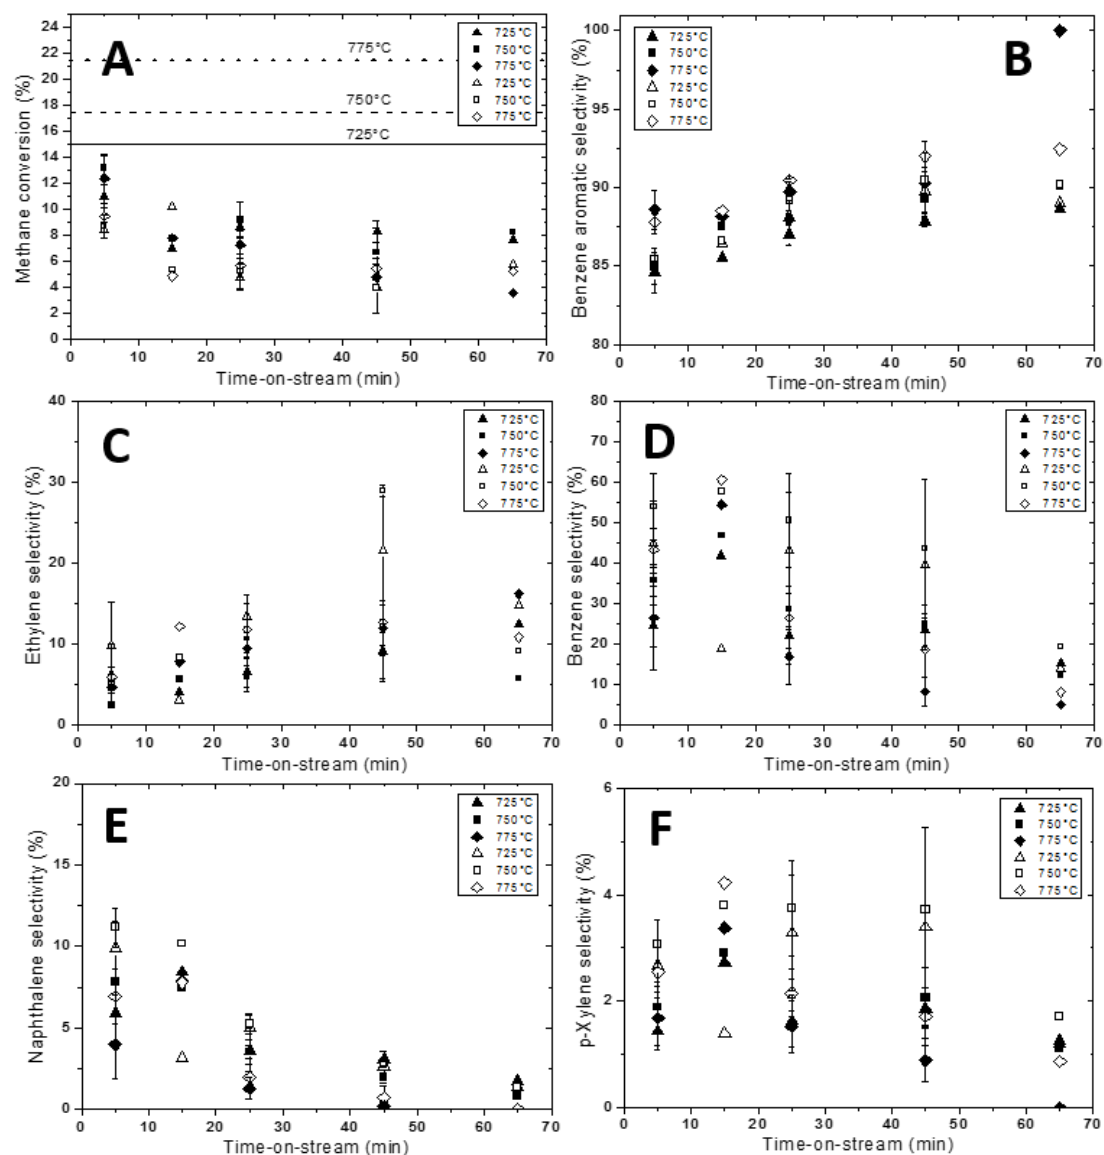 A
Methane conversion (%)
24
22
20
18
16
14
12
10
8
6
4
2
0
775°C
750°C
725°C
725°C
750°C
775°C
725°C
750°C
775°C
0 10 20 30 40 50 60 70
Time-on-stream (min)
B
Benzene aromatic selectivity (%)
100
95
90
85
80
725°C
750°C
775°C
725°C
750°C
775°C
0 10 20 30 40 50 60 70
Time-on-stream (min)
C
Ethylene selectivity (%)
40
30
20
10
0
725°C
750°C
775°C
725°C
750°C
775°C
0 10 20 30 40 50 60 70
Time-on-stream (min)
D
Benzene selectivity (%)
80
70
60
50
40
30
20
10
0
725°C
750°C
775°C
725°C
750°C
775°C
0 10 20 30 40 50 60 70
Time-on-stream (min)
E
Naphthalene selectivity (%)
20
15
10
5
0
725°C
750°C
775°C
725°C
750°C
775°C
0 10 20 30 40 50 60 70
Time-on-stream (min)
F
p-Xylene selectivity (%)
6
4
2
0
725°C
750°C
775°C
725°C
750°C
775°C
0 10 20 30 40 50 60 70
Time-on-stream (min)